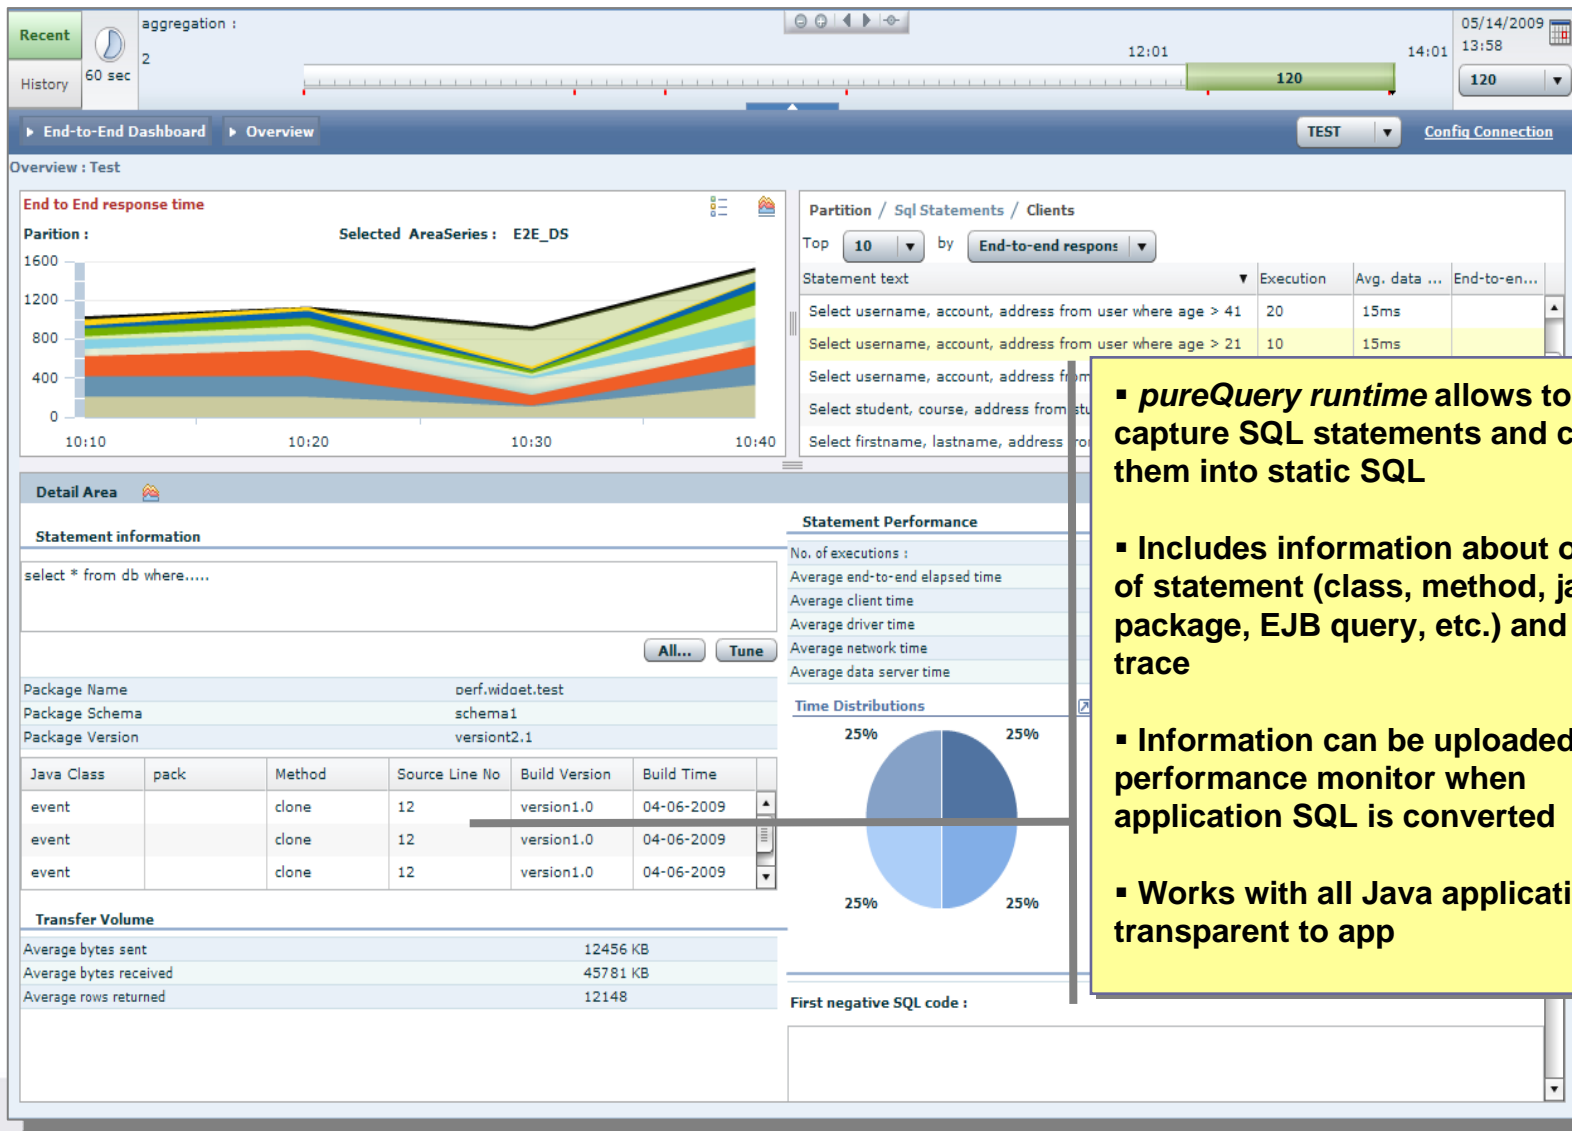 Recent
History
60 sec
aggregation :
2
12:01
14:01
120
05/14/2009
13:58
120
End-to-End Dashboard
Overview
TEST
Config Connection
Overview : Test
End to End response time
Parition :
Selected AreaSeries : E2E_DS
1600
1200
800
400
0
10:10
10:20
10:30
10:40
Partition / Sql Statements / Clients
Top 10 by End-to-end respons
Statement text Execution Avg. data ... End-to-en...
Select username, account, address from user where age > 41 20 15ms
Select username, account, address from user where age > 21 10 15ms
Select username, account, address from
Select student, course, address from stu
Select firstname, lastname, address fro
▪ pureQuery runtime allows to
capture SQL statements and c
them into static SQL
▪ Includes information about o
of statement (class, method, ja
package, EJB query, etc.) and
trace
▪ Information can be uploaded
performance monitor when
application SQL is converted
▪ Works with all Java applicati
transparent to app
Detail Area
Statement information
select * from db where.....
All... Tune
Package Name perf.widget.test
Package Schema schema1
Package Version versiont2.1
Java Class pack Method Source Line No Build Version Build Time
event clone 12 version1.0 04-06-2009
event clone 12 version1.0 04-06-2009
event clone 12 version1.0 04-06-2009
Transfer Volume
Average bytes sent 12456 KB
Average bytes received 45781 KB
Average rows returned 12148
Statement Performance
No. of executions :
Average end-to-end elapsed time
Average client time
Average driver time
Average network time
Average data server time
Time Distributions
25%
25%
25%
25%
First negative SQL code :